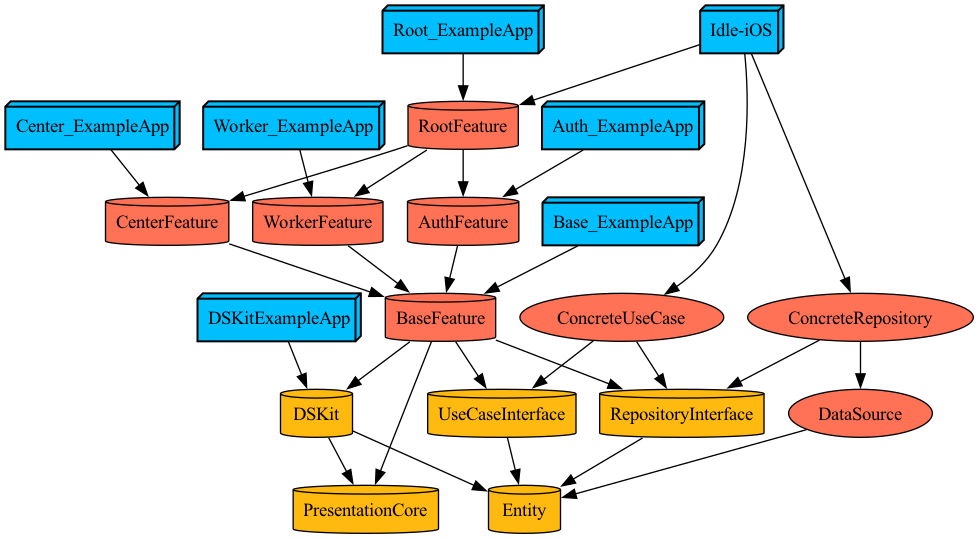 Root_ExampleApp
Idle-iOS
Center_ExampleApp
Worker_ExampleApp
RootFeature
Auth_ExampleApp
CenterFeature
WorkerFeature
AuthFeature
Base_ExampleApp
DSKitExampleApp
BaseFeature
ConcreteUseCase
ConcreteRepository
DSKit
UseCaseInterface
RepositoryInterface
DataSource
PresentationCore
Entity